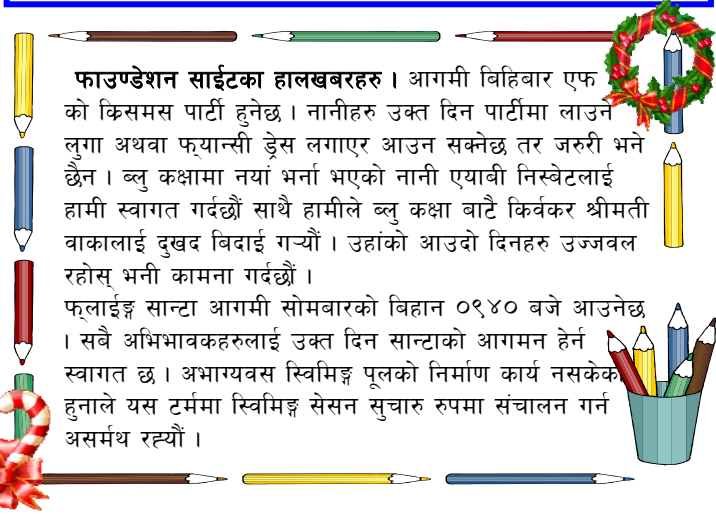 फाउण्डेशन साईटका हालखबरहरु । आगमी बिहिबार एफ
को क्रिसमस पार्टी हुनेछ । नानीहरु उक्त दिन पार्टीमा लाउने
लुगा अथवा फ्यान्सी ड्रेस लगाएर आउन सक्नेछ तर जरुरी भने
छैन । ब्लु कक्षामा नयां भर्ना भएको नानी एयाबी निस्बेटलाई
हामी स्वागत गर्दछौं साथै हामीले ब्लु कक्षा बाटै किर्वकर श्रीमती
वाकालाई दुखद बिदाई गर्‍यौं । उहांको आउदो दिनहरु उज्जवल
रहोस् भनी कामना गर्दछौं ।
फ्लाईङ्ग सान्टा आगमी सोमबारको बिहान ०९४० बजे आउनेछ
। सबै अभिभावकहरुलाई उक्त दिन सान्टाको आगमन हेर्न
स्वागत छ । अभाग्यवस स्विमिङ्ग पूलको निर्माण कार्य नसकेको
हुनाले यस टर्ममा स्विमिङ्ग सेसन सुचारु रुपमा संचालन गर्न
असर्मथ रह्यौं ।